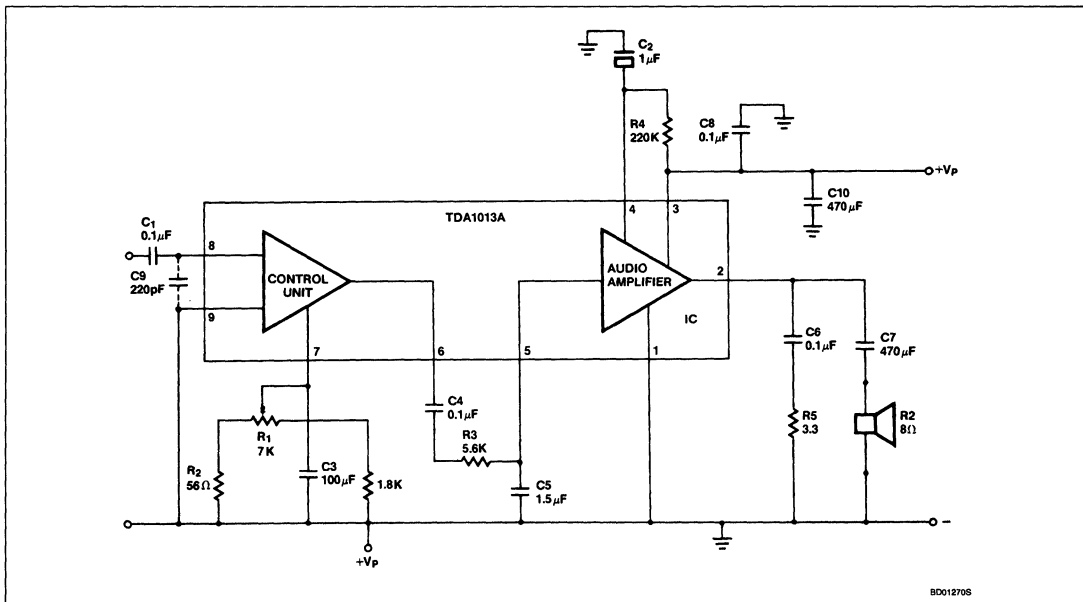 C2
1µF
R4
220K
C8
0.1µF
+VP
C10
470µF
TDA1013A
4
3
C1
0.1µF
8
C9
220pF
9
CONTROL
UNIT
AUDIO
AMPLIFIER
2
IC
7
6
5
1
C6
0.1µF
C7
470µF
C4
0.1µF
R1
7K
R3
5.6K
R5
3.3
R2
8Ω
R2
56Ω
C3
100µF
1.8K
C5
1.5µF
+VP
–
BD01270S